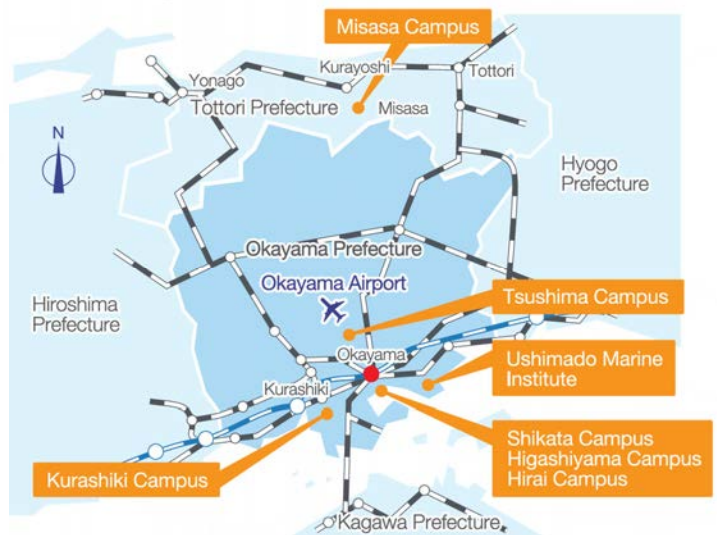 Misasa Campus
Kurayoshi
Tottori
Yonago
Tottori Prefecture
Misasa
N
Hyogo
Prefecture
Okayama Prefecture
Okayama Airport
Tsushima Campus
Hiroshima
Prefecture
Okayama
Ushimado Marine
Institute
Kurashiki
Shikata Campus
Higashiyama Campus
Hirai Campus
Kurashiki Campus
Kagawa Prefecture